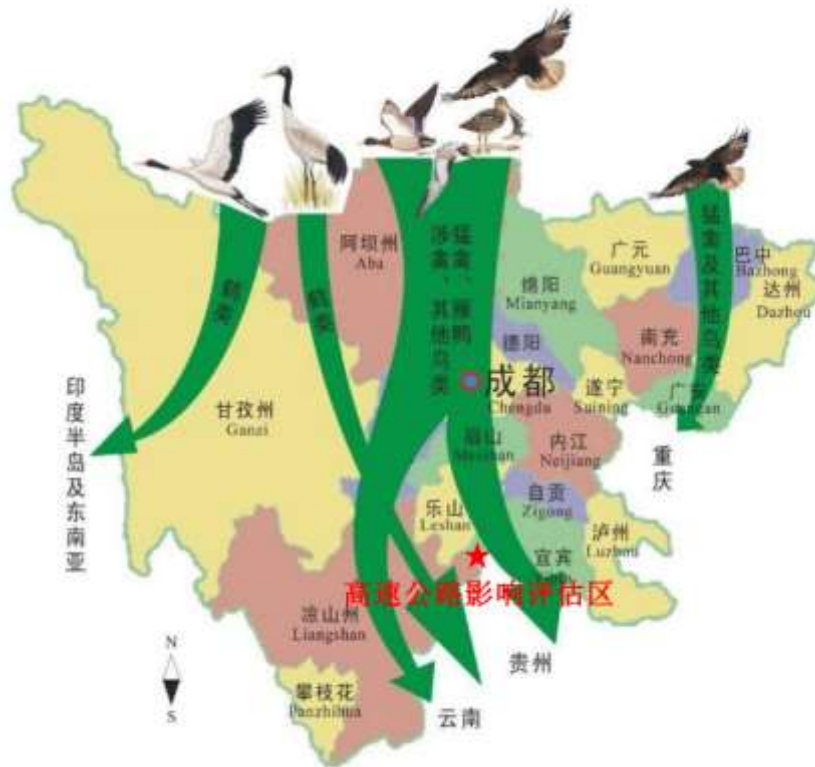 阿坝州
Aba
广元
Guangyuan
巴中
Bazhong
达州
Dazhou
绵阳
Mianyang
德阳
南充
Nanchong
鹤类
鹤类
猛禽、雁鸭
涉禽、其他鸟类
猛禽及其他鸟类
成都
Chengdu
遂宁
Suining
广安
Guangan
甘孜州
Ganzi
眉山
Meishan
内江
Neijiang
印度半岛及东南亚
重庆
乐山
Leshan
自贡
Zigong
泸州
Luzhou
宜宾
高速公路影响评估区
凉山州
Liangshan
贵州
N
S
攀枝花
Panzhihua
云南